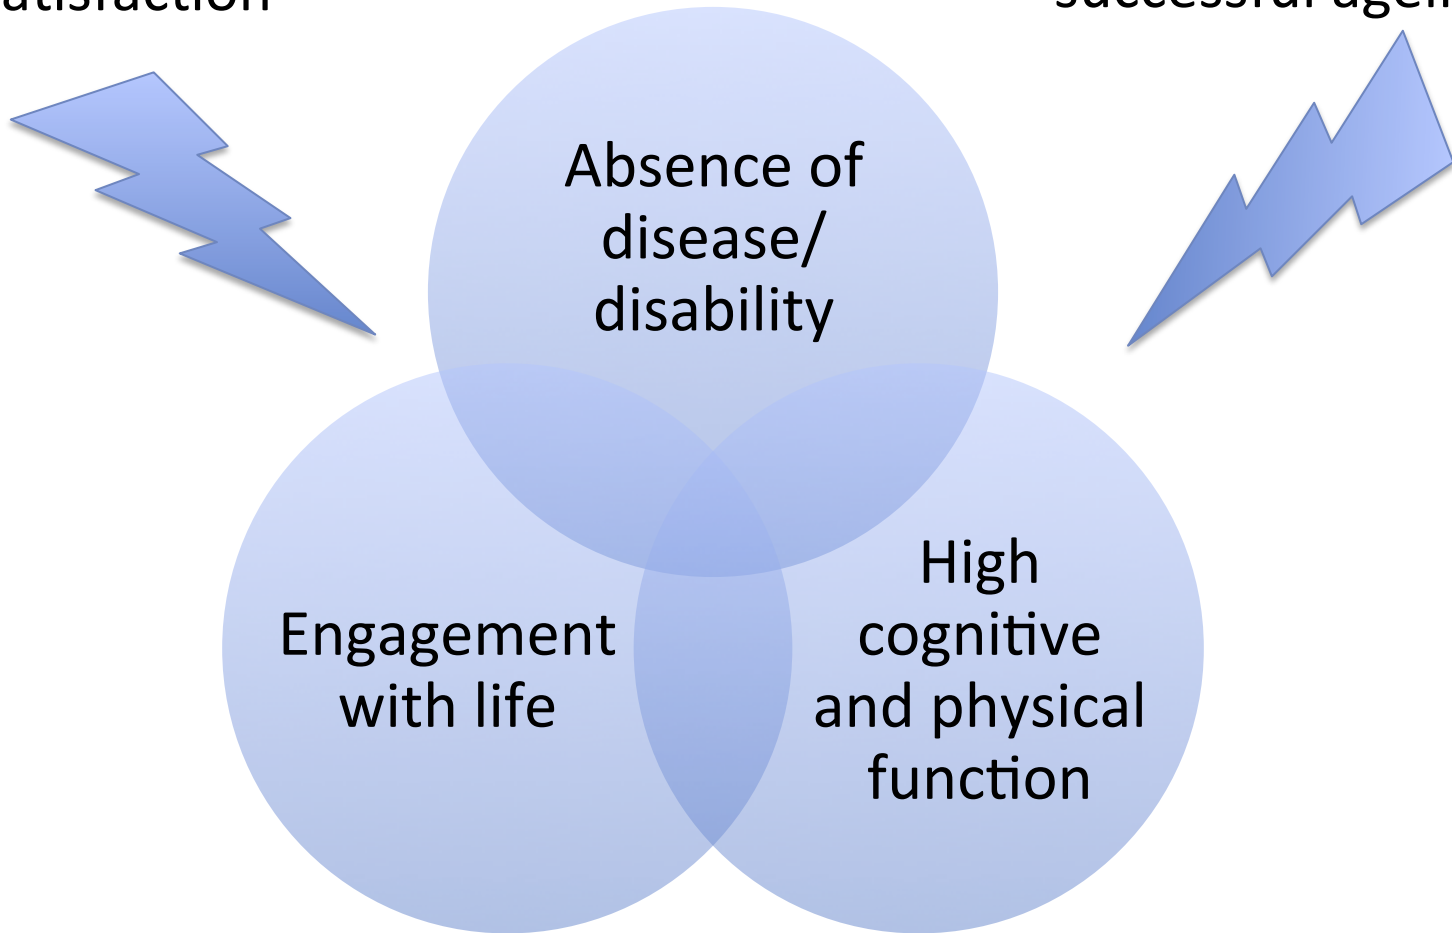 Absence of
disease/
disability
Engagement
with life
High
cognitive
and physical
function